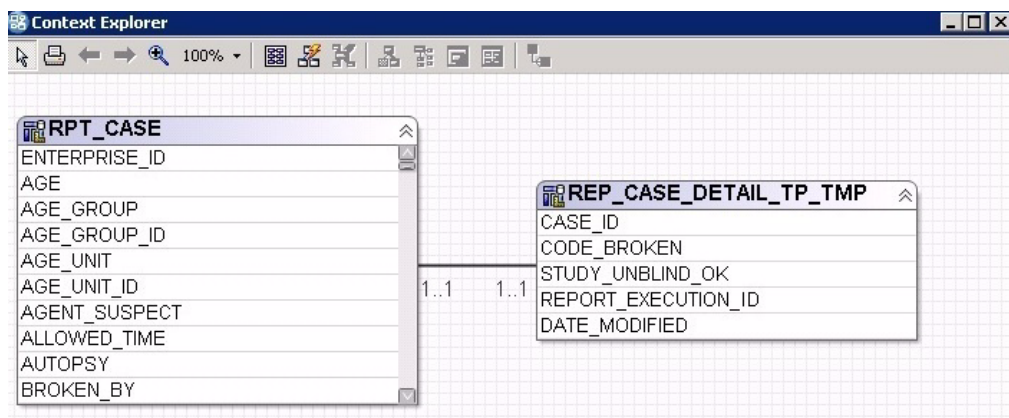 Context Explorer
100%
RPT_CASE
ENTERPRISE_ID
AGE
AGE_GROUP
AGE_GROUP_ID
AGE_UNIT
AGE_UNIT_ID
AGENT_SUSPECT
ALLOWED_TIME
AUTOPSY
BROKEN_BY
1..1 1..1
REP_CASE_DETAIL_TP_TMP
CASE_ID
CODE_BROKEN
STUDY_UNBLIND_OK
REPORT_EXECUTION_ID
DATE_MODIFIED